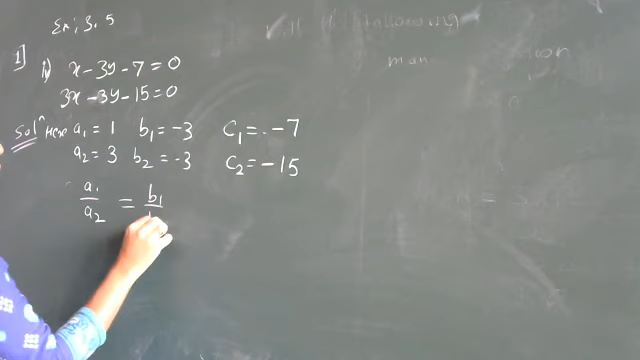 Ex: 3.5
1] i) x - 3y - 7 = 0
3x - 3y - 15 = 0
Solⁿ Here a₁ = 1 b₁ = -3 C₁ = -7
a₂ = 3 b₂ = -3 C₂ = -15
a₁/a₂ = b₁
man